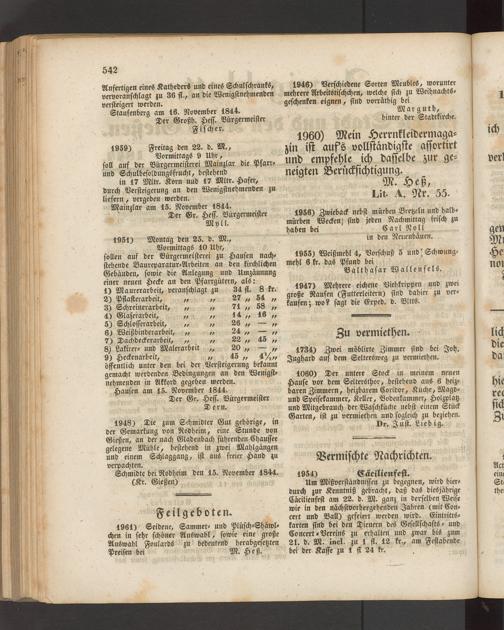 542
Anfertigen eines Katheders und eines Schulschranks,
veranschlagt zu 36 fl., an die Wenigstnehmenden
versteigert werden.
Staufenberg am 16. November 1844.
Der Großh. Hess. Bürgermeister
Fischer.
1959) Freitag den 22. d. M.,
Vormittags 9 Uhr,
soll auf der Bürgermeisterei Mainzlar die Pfarr-
und Schulbesoldungsfrucht, bestehend
in 17 Mltr. Korn und 17 Mltr. Hafer,
durch Versteigerung an den Wenigstnehmenden zu
liefern, vergeben werden.
Mainzlar am 15. November 1844.
Der Gr. Hess. Bürgermeister
Myll.
1951) Montag den 25. d. M.,
Vormittags 10 Uhr,
sollen auf der Bürgermeisterei zu Hausen nach-
stehende Baureparatur-Arbeiten an den kirchlichen
Gebäuden, sowie die Anlegung und Umzäunung
einer neuen Heck an den Pfarrgütern, als:
1) Maurerarbeit, veranschlagt zu 34 fl. 8 kr.
2) Pflasterarbeit, „ „ 27 „ 54 „
3) Schreinerarbeit, „ „ 71 „ 58 „
4) Glaserarbeit, „ „ 14 „ 16 „
5) Schlosserarbeit, „ „ 26 „ — „
6) Weißbinderarbeit, „ „ 24 „ — „
7) Dachdeckerarbeit, „ „ 22 „ 45 „
8) Lakirer- und Malerarbeit „ 20 „ — „
9) Heckenarbeit, „ „ 45 „ 4½ „
öffentlich unter den bei der Versteigerung bekannt
gemacht werdenden Bedingungen an den Wenigst-
nehmenden in Akkord gegeben werden.
Hausen am 15. November 1844.
Der Gr. Hess. Bürgermeister
Dern.
1948) Die zum Schmidter Gut gehörige, in
der Gemarkung von Rodheim, eine Stunde von
Gießen, an der nach Gladenbach führenden Chaussee
gelegene Mühle, bestehend in zwei Mahlgängen
und einem Schlaggang, ist aus freier Hand zu
verpachten.
Schmidte bei Rodheim den 15. November 1844.
(Kr. Gießen)
Feilgeboten.
1961) Seidene, Sammet- und Plüsch-Shawl-
chen in sehr schöner Auswahl, sowie eine große
Auswahl Foulards zu bedeutend herabgesetzten
Preisen bei M. Heß.
1946) Verschiedene Sorten Meubles, worunter
mehrere Arbeitstischchen, welche sich zu Weihnachts-
geschenken eignen, sind vorräthig bei
Marguth,
hinter der Stadtkirche.
1960) Mein Herrnkleidermaga-
zin ist auf's vollständigste assortirt
und empfehle ich dasselbe zur ge-
neigten Berücksichtigung.
M. Heß,
Lit. A. Nr. 55.
1956) Zwieback nebst mürben Brezeln und halb-
mürben Wecken sind jeden Nachmittag frisch zu
haben bei Carl Noll
in den Neuenbäuen.
1955) Weismehl 4, Vorschuß 5 und Schwung-
mehl 6 kr. das Pfund bei
Balthasar Wallenfels.
1947) Mehrere eichene Viehkrippen und zwei
große Raufen (Futterleitern) sind dahier zu ver-
kaufen; wo? sagt die Exped. d. Blts.
Zu vermiethen.
1734) Zwei möblirte Zimmer sind bei Joh.
Inghard auf dem Seltersweg zu vermiethen.
1080) Der untere Stock in meinem neuen
Hause vor dem Selterschor, bestehend aus 6 heiz-
baren Zimmern, heizbarem Corridor, Küche, Magd-
und Speisekammer, Keller, Bodenkammer, Holzplatz
und Mitgebrauch der Waschküche nebst einem Stück
Garten, ist zu vermiethen und sogleich zu beziehen.
Dr. Just. Liebig.
Vermischte Nachrichten.
1954) Cäcilienfest.
Um Mißverständnissen zu begegnen, wird hier-
durch zur Kenntniß gebracht, daß das diesjährige
Cäcilienfest am 22. d. M. ganz in derselben Weise
wie in den nächstvorhergehenden Jahren (mit Con-
cert und Ball) gefeiert werden wird. Eintritts-
karten sind bei den Dienern des Gesellschafts- und
Concert-Vereins zu erhalten und zwar bis zum
21. d. M. incl. zu 1 fl. 12 kr., am Festabende
bei der Kasse zu 1 fl. 24 kr.